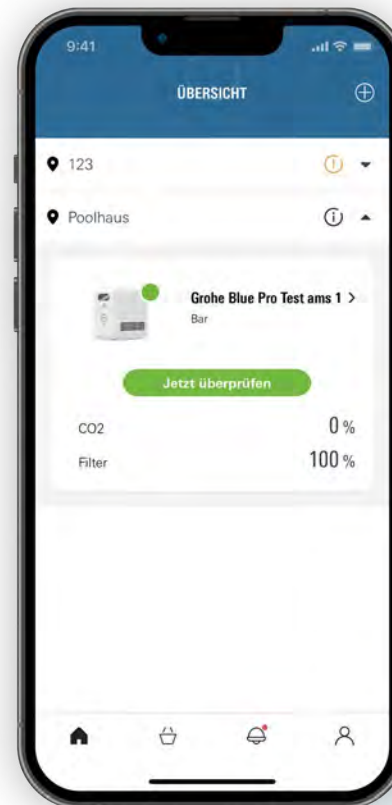 9:41
ÜBERSICHT
123
Poolhaus
Grohe Blue Pro Test ams 1 >
Bar
Jetzt überprüfen
CO2 0 %
Filter 100 %